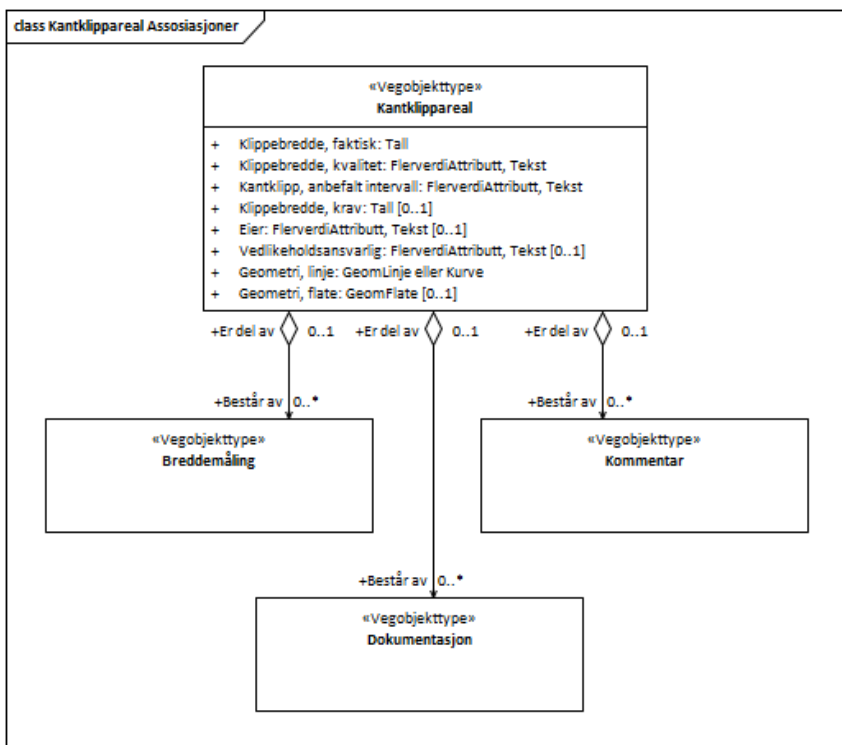 class Kantklippareal Assosiasjoner
«Vegobjekttype»
Kantklippareal
+ Klippebredde, faktisk: Tall
+ Klippebredde, kvalitet: FlerverdiAttributt, Tekst
+ Kantklipp, anbefalt intervall: FlerverdiAttributt, Tekst
+ Klippebredde, krav: Tall [0..1]
+ Eier: FlerverdiAttributt, Tekst [0..1]
+ Vedlikeholdsansvarlig: FlerverdiAttributt, Tekst [0..1]
+ Geometri, linje: GeomLinje eller Kurve
+ Geometri, flate: GeomFlate [0..1]
+Er del av 0..1 +Er del av 0..1 +Er del av 0..1
+Består av 0..* +Består av 0..*
«Vegobjekttype» «Vegobjekttype»
Breddemåling Kommentar
+Består av 0..*
«Vegobjekttype»
Dokumentasjon